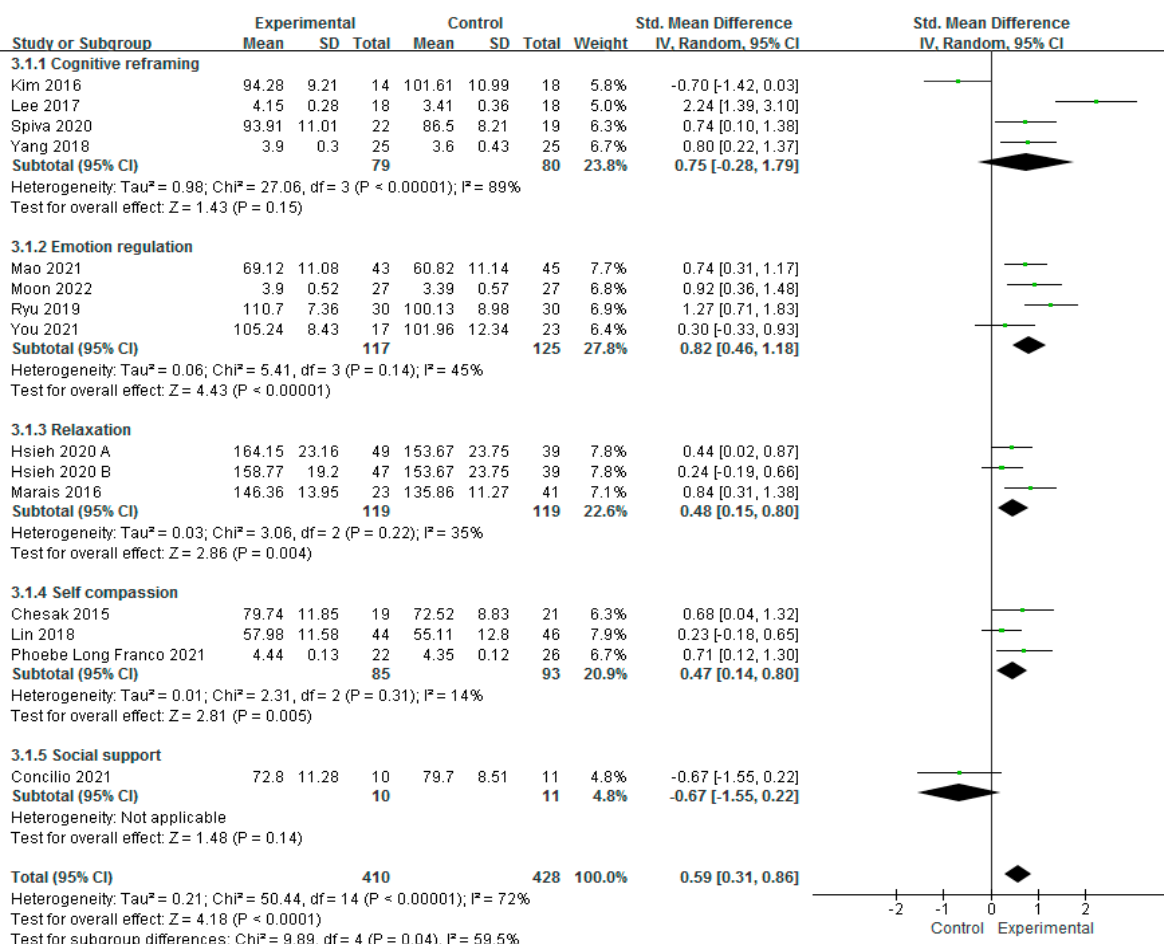 Experimental Control Std. Mean Difference Std. Mean Difference
Study or Subgroup Mean SD Total Mean SD Total Weight IV, Random, 95% CI IV, Random, 95% CI
3.1.1 Cognitive reframing
Kim 2016 94.28 9.21 14 101.61 10.99 18 5.8% -0.70 [-1.42, 0.03]
Lee 2017 4.15 0.28 18 3.41 0.36 18 5.0% 2.24 [1.39, 3.10]
Spiva 2020 93.91 11.01 22 86.5 8.21 19 6.3% 0.74 [0.10, 1.38]
Yang 2018 3.9 0.3 25 3.6 0.43 25 6.7% 0.80 [0.22, 1.37]
Subtotal (95% CI) 79 80 23.8% 0.75 [-0.28, 1.79]
Heterogeneity: Tau² = 0.98; Chi² = 27.06, df = 3 (P < 0.00001); I² = 89%
Test for overall effect: Z = 1.43 (P = 0.15)
3.1.2 Emotion regulation
Mao 2021 69.12 11.08 43 60.82 11.14 45 7.7% 0.74 [0.31, 1.17]
Moon 2022 3.9 0.52 27 3.39 0.57 27 6.8% 0.92 [0.36, 1.48]
Ryu 2019 110.7 7.36 30 100.13 8.98 30 6.9% 1.27 [0.71, 1.83]
You 2021 105.24 8.43 17 101.96 12.34 23 6.4% 0.30 [-0.33, 0.93]
Subtotal (95% CI) 117 125 27.8% 0.82 [0.46, 1.18]
Heterogeneity: Tau² = 0.06; Chi² = 5.41, df = 3 (P = 0.14); I² = 45%
Test for overall effect: Z = 4.43 (P < 0.00001)
3.1.3 Relaxation
Hsieh 2020 A 164.15 23.16 49 153.67 23.75 39 7.8% 0.44 [0.02, 0.87]
Hsieh 2020 B 158.77 19.2 47 153.67 23.75 39 7.8% 0.24 [-0.19, 0.66]
Marais 2016 146.36 13.95 23 135.86 11.27 41 7.1% 0.84 [0.31, 1.38]
Subtotal (95% CI) 119 119 22.6% 0.48 [0.15, 0.80]
Heterogeneity: Tau² = 0.03; Chi² = 3.06, df = 2 (P = 0.22); I² = 35%
Test for overall effect: Z = 2.86 (P = 0.004)
3.1.4 Self compassion
Chesak 2015 79.74 11.85 19 72.52 8.83 21 6.3% 0.68 [0.04, 1.32]
Lin 2018 57.98 11.58 44 55.11 12.8 46 7.9% 0.23 [-0.18, 0.65]
Phoebe Long Franco 2021 4.44 0.13 22 4.35 0.12 26 6.7% 0.71 [0.12, 1.30]
Subtotal (95% CI) 85 93 20.9% 0.47 [0.14, 0.80]
Heterogeneity: Tau² = 0.01; Chi² = 2.31, df = 2 (P = 0.31); I² = 14%
Test for overall effect: Z = 2.81 (P = 0.005)
3.1.5 Social support
Concilio 2021 72.8 11.28 10 79.7 8.51 11 4.8% -0.67 [-1.55, 0.22]
Subtotal (95% CI) 10 11 4.8% -0.67 [-1.55, 0.22]
Heterogeneity: Not applicable
Test for overall effect: Z = 1.48 (P = 0.14)
Total (95% CI) 410 428 100.0% 0.59 [0.31, 0.86]
Heterogeneity: Tau² = 0.21; Chi² = 50.44, df = 14 (P < 0.00001); I² = 72%
Test for overall effect: Z = 4.18 (P < 0.0001)
Test for subgroup differences: Chi² = 9.89, df = 4 (P = 0.04), I² = 59.5%
-2 -1 0 1 2
Control Experimental